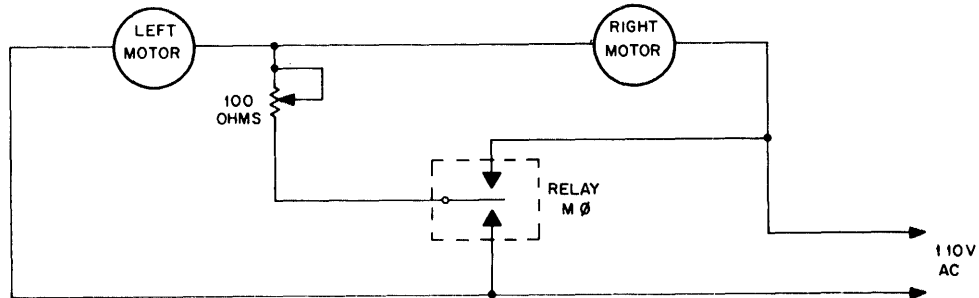 LEFT
MOTOR
RIGHT
MOTOR
100
OHMS
RELAY
M Ø
110V
AC